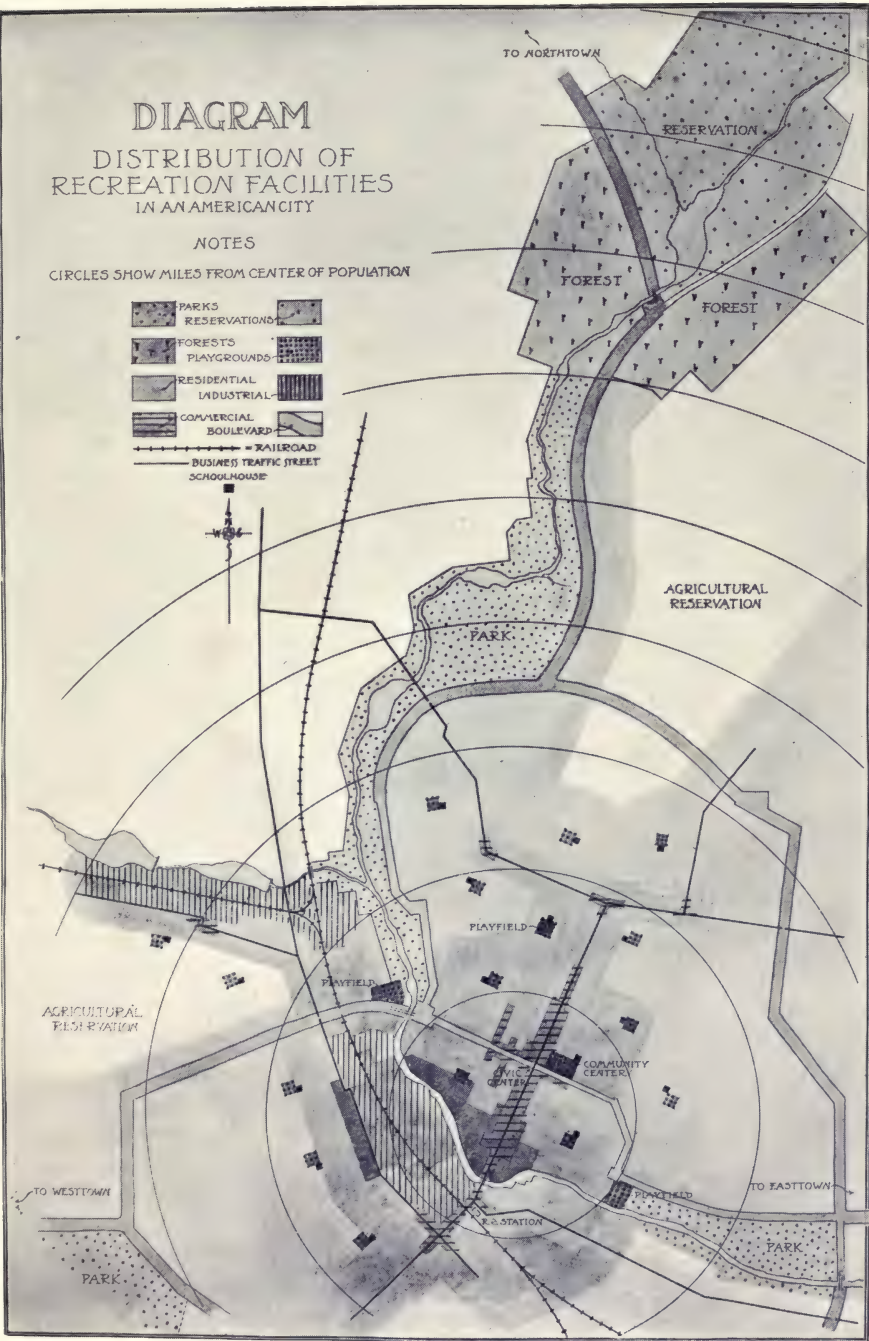 TO NORTHTOWN
DIAGRAM
DISTRIBUTION OF
RECREATION FACILITIES
IN AN AMERICAN CITY
NOTES
CIRCLES SHOW MILES FROM CENTER OF POPULATION
PARKS
RESERVATIONS
FORESTS
PLAYGROUNDS
RESIDENTIAL
INDUSTRIAL
COMMERCIAL
BOULEVARD
= RAILROAD
BUSINESS TRAFFIC STREET
SCHOOLHOUSE
N
W
S
RESERVATION
FOREST
FOREST
AGRICULTURAL
RESERVATION
PARK
PLAYFIELD
PLAYFIELD
AGRICULTURAL
RESERVATION
CIVIC
CENTER
COMMUNITY
CENTER
TO WESTTOWN
PLAYFIELD
TO EASTTOWN
R.R. STATION
PARK
PARK